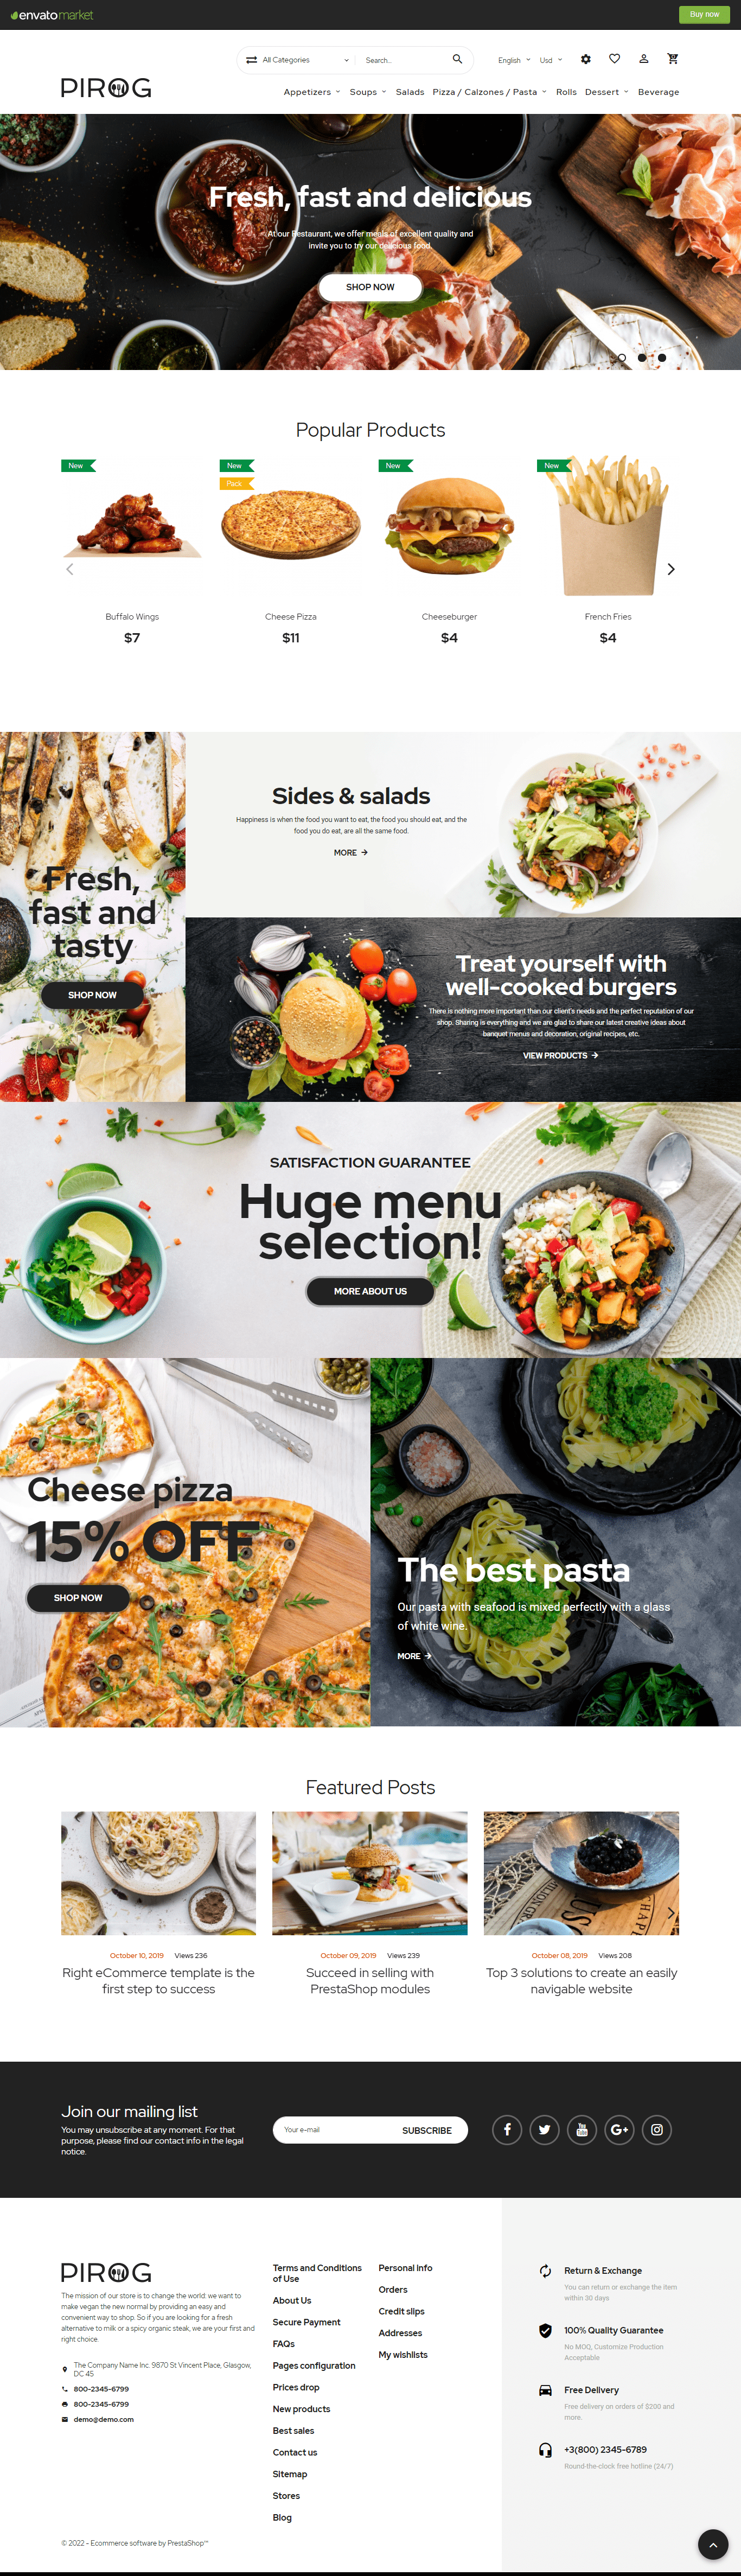 envato market
Buy now
All Categories
Search...
English
Usd
PIROG
Appetizers
Soups
Salads
Pizza / Calzones / Pasta
Rolls
Dessert
Beverage
Fresh, fast and delicious
At our Restaurant, we offer meals of excellent quality and
invite you to try our delicious food.
SHOP NOW
Popular Products
New
New
Pack
New
New
Buffalo Wings
Cheese Pizza
Cheeseburger
French Fries
$7
$11
$4
$4
Fresh,
fast and
tasty
SHOP NOW
Sides & salads
Happiness is when the food you want to eat, the food you should eat, and the
food you do eat, are all the same food.
MORE
Treat yourself with
well-cooked burgers
There is nothing more important than our client's needs and the perfect reputation of our
shop. Sharing is everything and we are glad to share our latest creative ideas about
banquet menus and decoration, original recipes, etc.
VIEW PRODUCTS
SATISFACTION GUARANTEE
Huge menu
selection!
MORE ABOUT US
Cheese pizza
15% OFF
SHOP NOW
The best pasta
Our pasta with seafood is mixed perfectly with a glass
of white wine.
MORE
Featured Posts
October 10, 2019 Views 236
Right eCommerce template is the
first step to success
October 09, 2019 Views 239
Succeed in selling with
PrestaShop modules
October 08, 2019 Views 208
Top 3 solutions to create an easily
navigable website
Join our mailing list
You may unsubscribe at any moment. For that
purpose, please find our contact info in the legal
notice.
Your e-mail
SUBSCRIBE
PIROG
The mission of our store is to change the world: we want to
make vegan the new normal by providing an easy and
convenient way to shop. So if you are looking for a fresh
alternative to milk or a spicy organic steak, we are your first and
right choice.
The Company Name Inc. 9870 St Vincent Place, Glasgow,
DC 45
800-2345-6799
800-2345-6799
demo@demo.com
Terms and Conditions
of Use
About Us
Secure Payment
FAQs
Pages configuration
Prices drop
New products
Best sales
Contact us
Sitemap
Stores
Blog
Personal info
Orders
Credit slips
Addresses
My wishlists
Return & Exchange
You can return or exchange the item
within 30 days
100% Quality Guarantee
No MOQ, Customize Production
Acceptable
Free Delivery
Free delivery on orders of $200 and
more.
+3(800) 2345-6789
Round-the-clock free hotline (24/7)
© 2022 - Ecommerce software by PrestaShop™